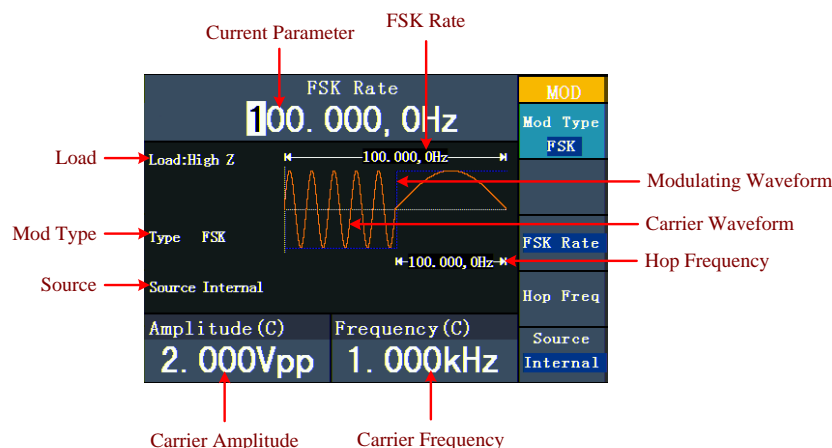 FSK Rate
Current Parameter
FSK Rate
MOD
100.000,0Hz
Mod Type
FSK
Load
Load:High Z
100.000,0Hz
Modulating Waveform
Carrier Waveform
Mod Type
Type FSK
FSK Rate
100.000,0Hz
Hop Frequency
Source
Source Internal
Hop Freq
Amplitude(C)
Frequency(C)
Source
2.000Vpp
1.000kHz
Internal
Carrier Amplitude
Carrier Frequency